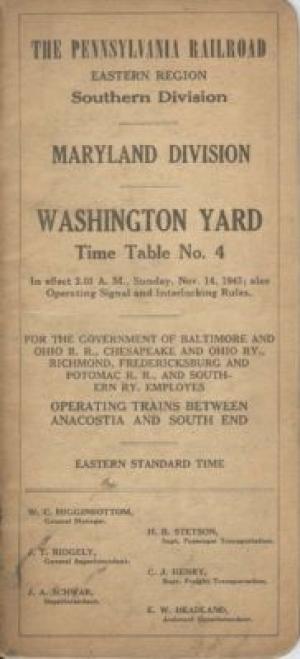 THE PENNSYLVANIA RAILROAD
EASTERN REGION
Southern Division
MARYLAND DIVISION
WASHINGTON YARD
Time Table No. 4
In effect 2.01 A. M., Sunday, Nov. 14, 1943; also
Operating Signal and Interlocking Rules.
FOR THE GOVERNMENT OF BALTIMORE AND
OHIO R. R., CHESAPEAKE AND OHIO RY.,
RICHMOND, FREDERICKSBURG AND
POTOMAC R. R., AND SOUTH-
ERN RY. EMPLOYES
OPERATING TRAINS BETWEEN
ANACOSTIA AND SOUTH END
EASTERN STANDARD TIME
W. C. HIGGINBOTTOM,
General Manager.
H. B. STETSON,
Supt. Passenger Transportation.
J. T. RIDGELY,
General Superintendent.
C. J. HENRY,
Supt. Freight Transportation.
J. A. SCHWAB,
Superintendent.
E. W. HEADLAND,
Assistant Superintendent.